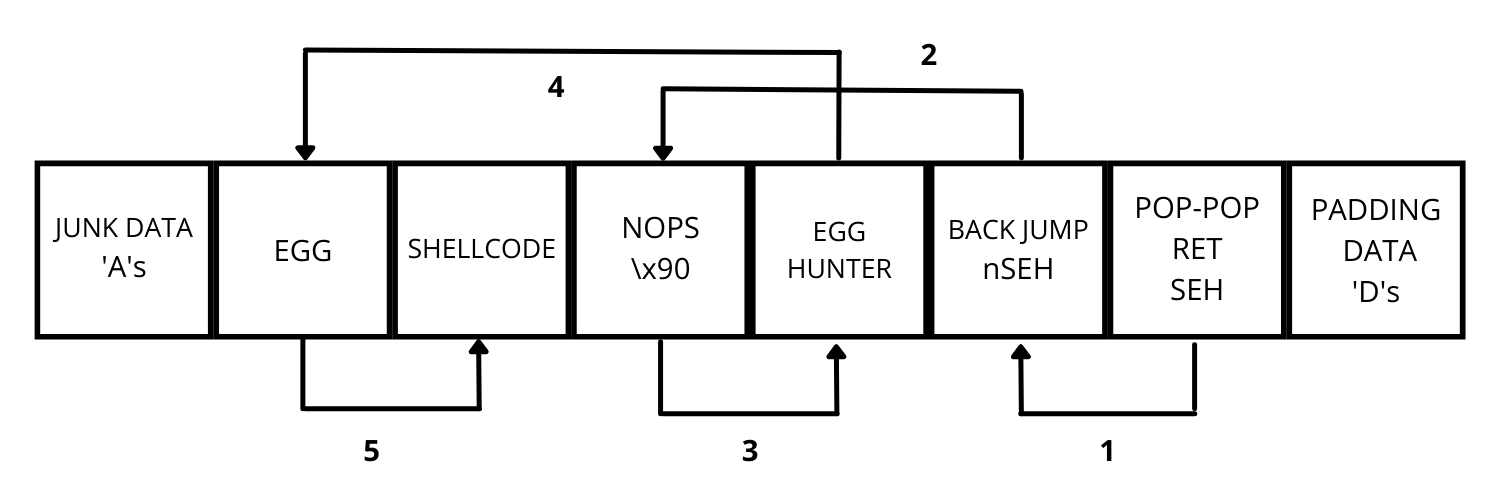 2
4
JUNK DATA
'A's
EGG
SHELLCODE
NOPS
\x90
EGG
HUNTER
BACK JUMP
nSEH
POP-POP
RET
SEH
PADDING
DATA
'D's
5
3
1